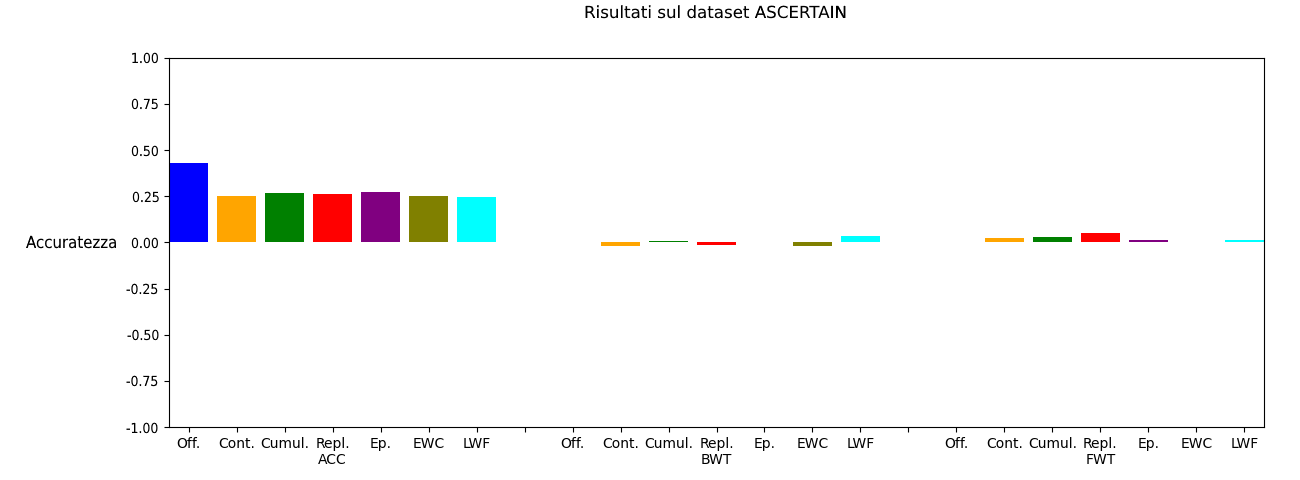 Risultati sul dataset ASCERTAIN
1.00
0.75
0.50
0.25
Accuratezza 0.00
-0.25
-0.50
-0.75
-1.00
Off. Cont. Cumul. Repl. Ep. EWC LWF Off. Cont. Cumul. Repl. Ep. EWC LWF Off. Cont. Cumul. Repl. Ep. EWC LWF
ACC BWT FWT